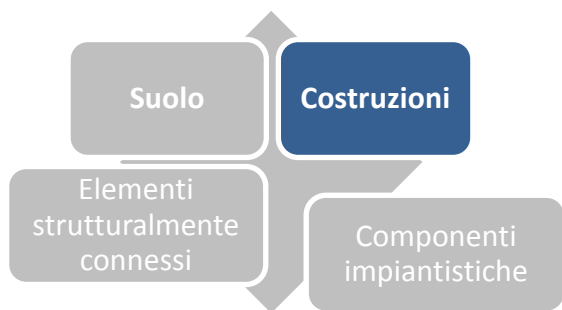 Suolo
Costruzioni
Elementi
strutturalmente
connessi
Componenti
impiantistiche